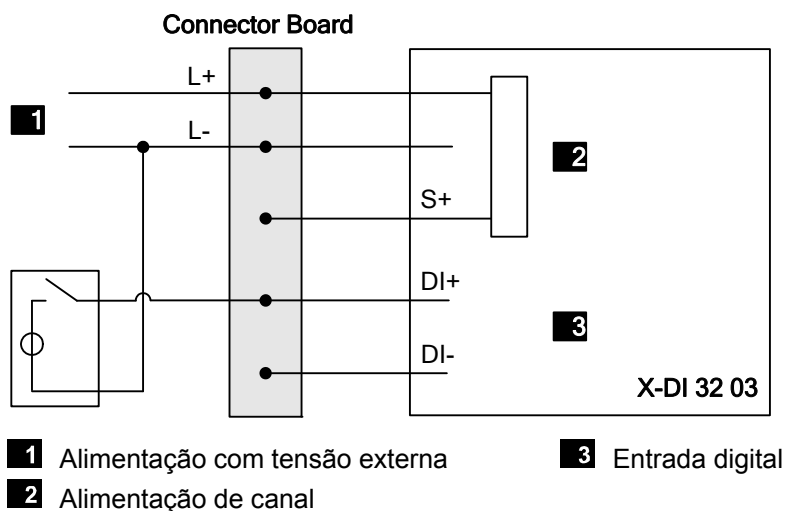 Connector Board
L+
1
L-
2
S+
DI+
3
DI-
X-DI 32 03
1 Alimentação com tensão externa
3 Entrada digital
2 Alimentação de canal